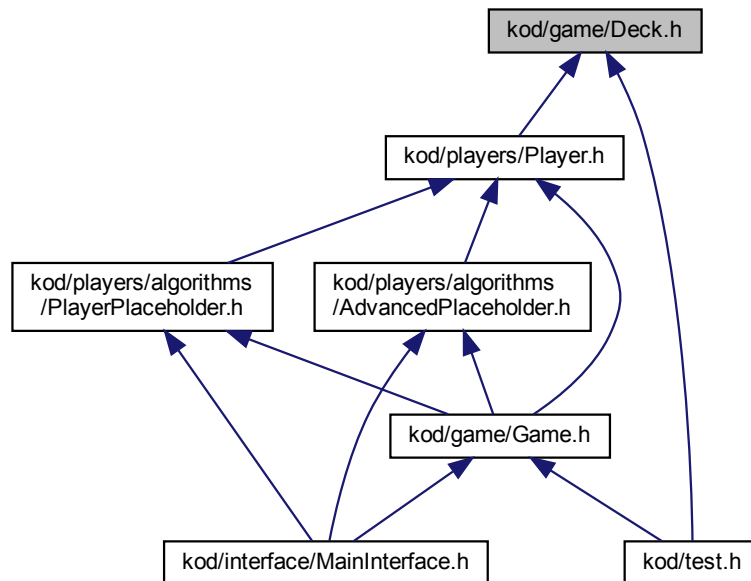 kod/game/Deck.h
kod/players/Player.h
kod/players/algorithms
/PlayerPlaceholder.h
kod/players/algorithms
/AdvancedPlaceholder.h
kod/game/Game.h
kod/interface/MainInterface.h
kod/test.h